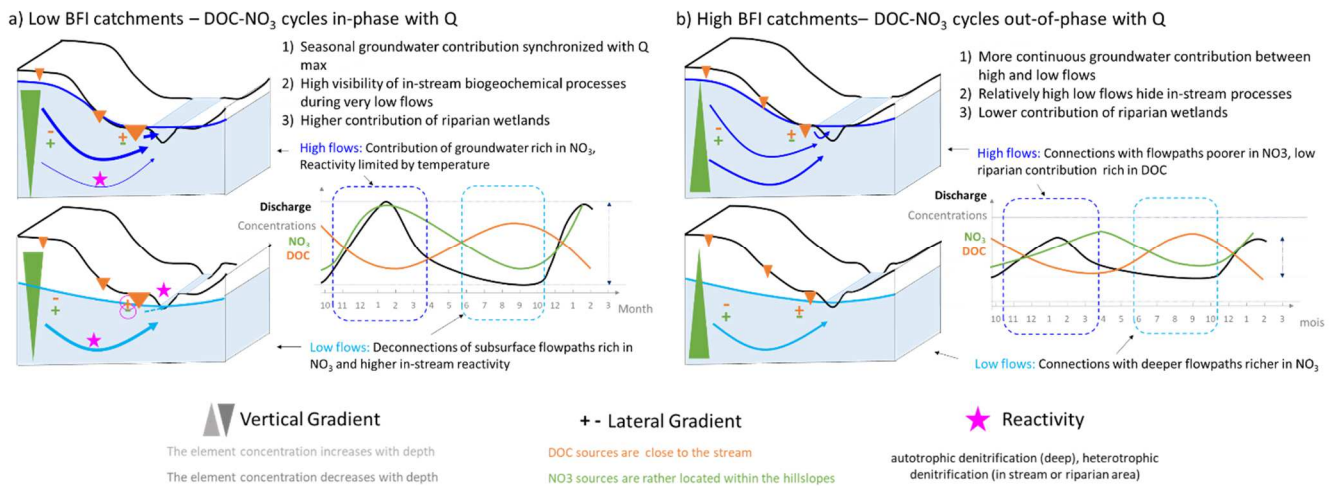 a) Low BFI catchments – DOC-NO3 cycles in-phase with Q
1) Seasonal groundwater contribution synchronized with Q
max
2) High visibility of in-stream biogeochemical processes
during very low flows
3) Higher contribution of riparian wetlands
High flows: Contribution of groundwater rich in NO3,
Reactivity limited by temperature
Discharge
Concentrations
NO3
DOC
10 11 12 1 2 3 4 5 6 7 8 9 10 11 12 1 2 3
Month
Low flows: Deconnections of subsurface flowpaths rich in
NO3 and higher in-stream reactivity
- + ±
- + ±
b) High BFI catchments– DOC-NO3 cycles out-of-phase with Q
1) More continuous groundwater contribution between
high and low flows
2) Relatively high low flows hide in-stream processes
3) Lower contribution of riparian wetlands
High flows: Connections with flowpaths poorer in NO3, low
riparian contribution rich in DOC
Discharge
Concentrations
NO3
DOC
10 11 12 1 2 3 4 5 6 7 8 9 10 11 12 1 2 3
mois
Low flows: Connections with deeper flowpaths richer in NO3
- + ±
- + ±
Vertical Gradient
The element concentration increases with depth
The element concentration decreases with depth
+ - Lateral Gradient
DOC sources are close to the stream
NO3 sources are rather located within the hillslopes
Reactivity
autotrophic denitrification (deep), heterotrophic
denitrification (in stream or riparian area)